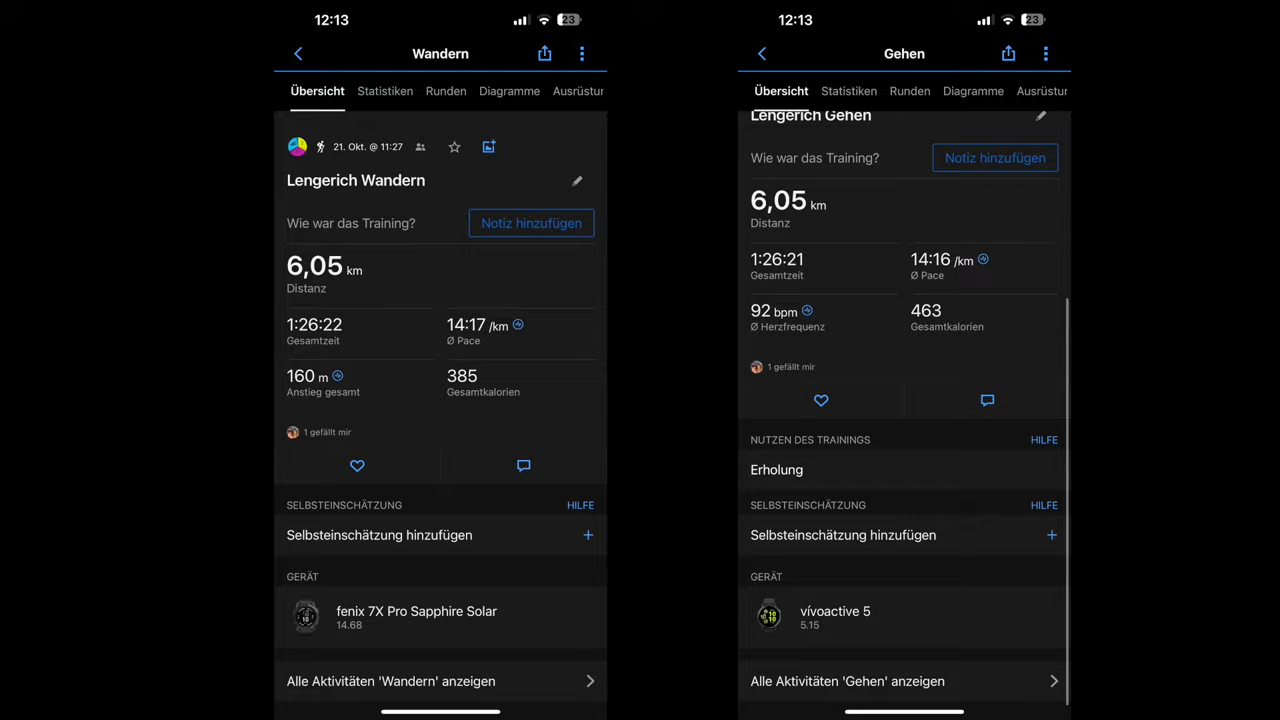 12:13
23
Wandern
Übersicht Statistiken Runden Diagramme Ausrüstur
21. Okt. @ 11:27
Lengerich Wandern
Wie war das Training?
Notiz hinzufügen
6,05 km
Distanz
1:26:22
Gesamtzeit
14:17 /km
Ø Pace
160 m
Anstieg gesamt
385
Gesamtkalorien
1 gefällt mir
SELBSTEINSCHÄTZUNG
HILFE
Selbsteinschätzung hinzufügen
GERÄT
fenix 7X Pro Sapphire Solar
14.68
Alle Aktivitäten 'Wandern' anzeigen
12:13
23
Gehen
Übersicht Statistiken Runden Diagramme Ausrüstur
Lengerich Gehen
Wie war das Training?
Notiz hinzufügen
6,05 km
Distanz
1:26:21
Gesamtzeit
14:16 /km
Ø Pace
92 bpm
Ø Herzfrequenz
463
Gesamtkalorien
1 gefällt mir
NUTZEN DES TRAININGS
HILFE
Erholung
SELBSTEINSCHÄTZUNG
HILFE
Selbsteinschätzung hinzufügen
GERÄT
vívoactive 5
5.15
Alle Aktivitäten 'Gehen' anzeigen